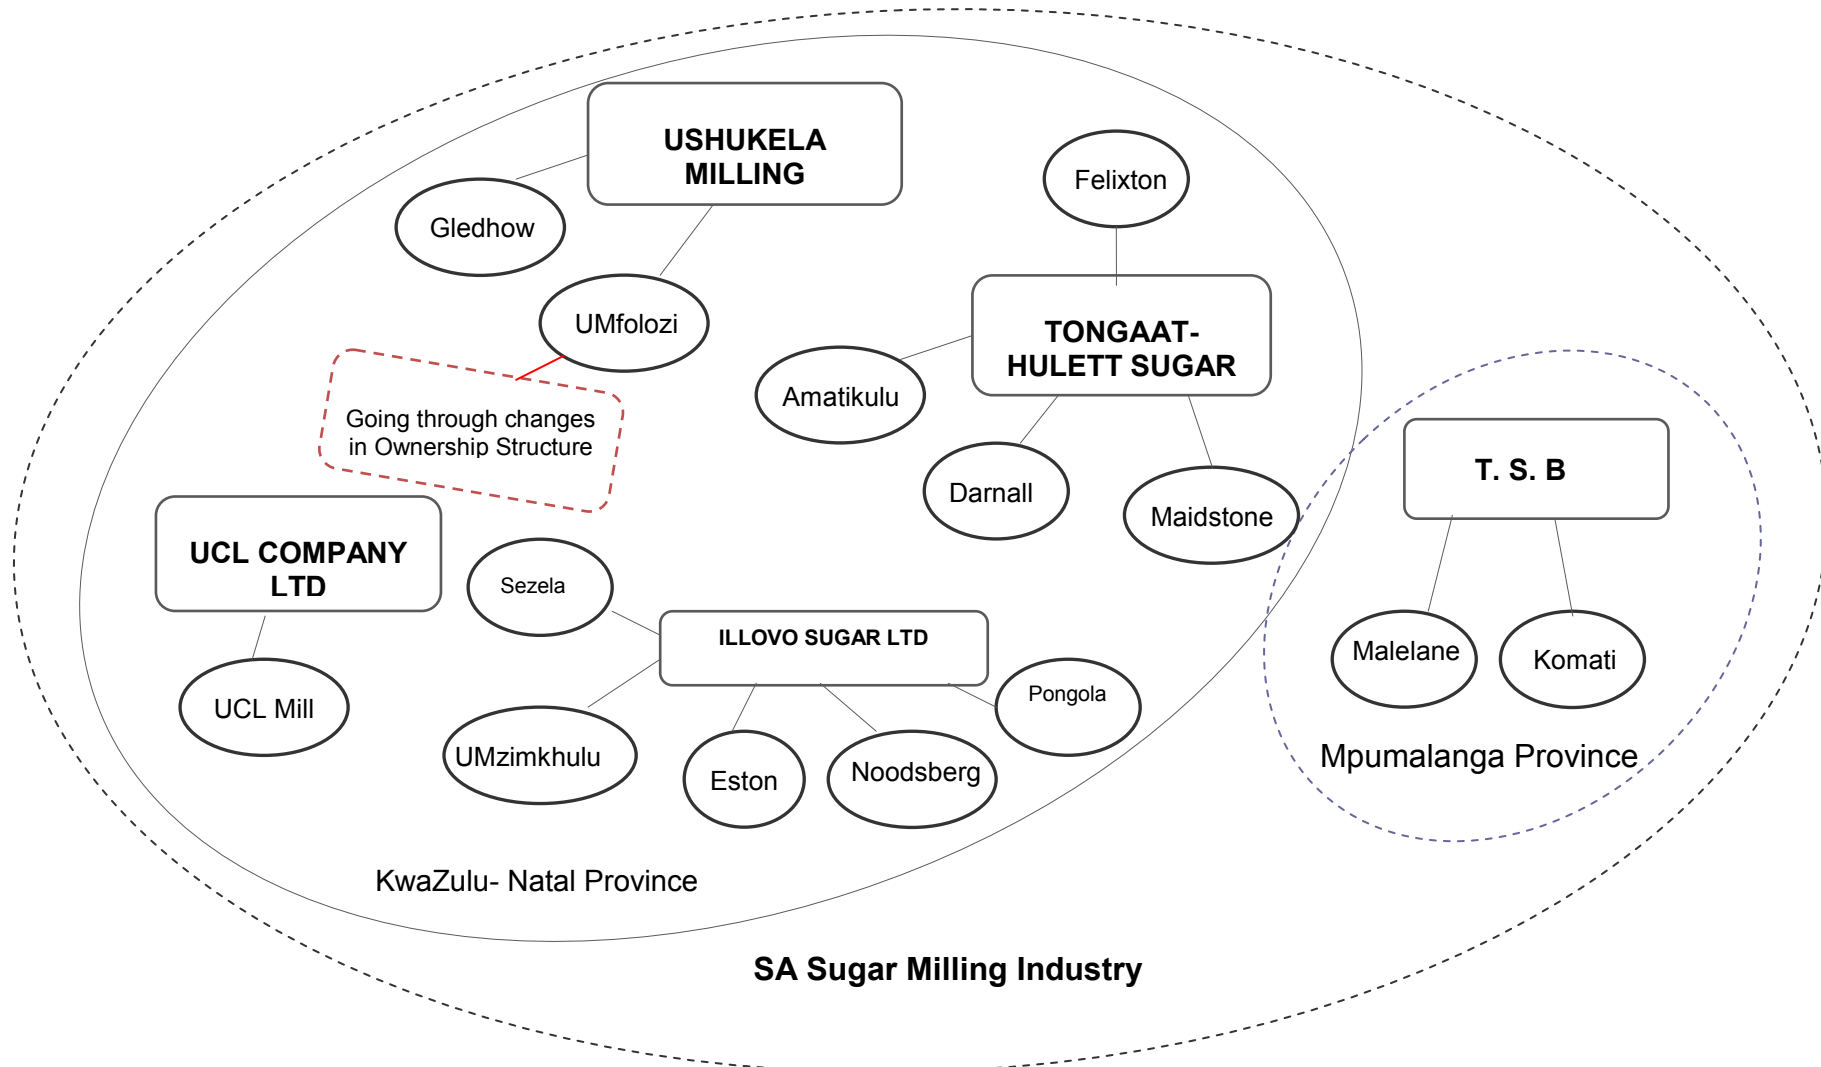 USHUKELA
MILLING
Gledhow
UMfolozi
Going through changes
in Ownership Structure
Felixton
TONGAAT-
HULETT SUGAR
Amatikulu
Darnall
Maidstone
T. S. B
Malelane
Komati
Mpumalanga Province
UCL COMPANY
LTD
UCL Mill
Sezela
ILLOVO SUGAR LTD
UMzimkhulu
Eston
Noodsberg
Pongola
KwaZulu- Natal Province
SA Sugar Milling Industry